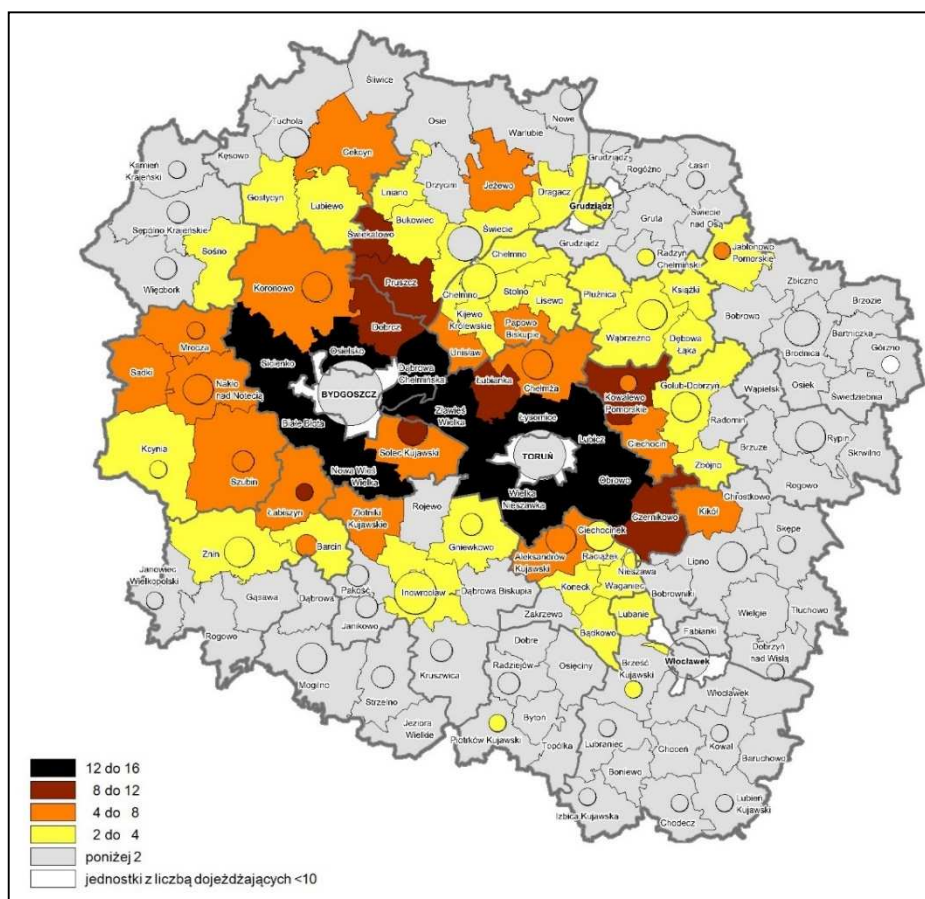 Śliwice
Tuchola
Osie
Nowe
Warlubie
Cekcyn
Kęsowo
Kamień
Krajeński
Grudziądz
Rogóźno
Łasin
Drzycim
Jeżewo
Dragacz
Grudziądz
Gostycyn
Lubiewo
Lniano
Bukowiec
Gruta
Świecie
nad Osą
Sępólno Krajeńskie
Świekatowo
Świecie
Grudziądz
Sośno
Chełmno
Radzyń
Chełmiński
Jabłonowo
Pomorskie
Więcbork
Koronowo
Pruszcz
Zbiczno
Chełmno
Stolno
Płużnica
Książki
Brzozie
Lisewo
Bobrowo
Bartniczka
Dobrcz
Kijewo
Królewskie
Papowo
Biskupie
Wąbrzeźno
Dębowa
Łąka
Górzno
Mrocza
Osielsko
Unisław
Brodnica
Sicienko
Dąbrowa
Chełmińska
Chełmża
Sadki
Nakło
nad Notecią
Łubianka
Kowalewo
Pomorskie
Golub-Dobrzyń
Wąpielsk
Osiek
Świedziebnia
BYDGOSZCZ
Zławieś
Wielka
Łysomice
Radomin
Białe Błota
Lubicz
Ciechocin
Brzuze
Rypin
Skrwilno
Kcynia
Solec Kujawski
TORUŃ
Zbójno
Szubin
Nowa Wieś
Wielka
Obrowo
Rogowo
Wielka
Nieszawka
Łabiszyn
Złotniki
Kujawskie
Rojewo
Czernikowo
Kikół
Chrostkowo
Ciechocinek
Skępe
Żnin
Barcin
Gniewkowo
Aleksandrów
Kujawski
Raciążek
Nieszawa
Lipno
Janowiec
Wielkopolski
Pakość
Koneck
Waganiec
Bobrowniki
Gąsawa
Dąbrowa
Inowrocław
Dąbrowa Biskupia
Wielgie
Tłuchowo
Lubanie
Janikowo
Zakrzewo
Bądkowo
Fabianki
Rogowo
Dobre
Dobrzyń
nad Wisłą
Mogilno
Kruszwica
Radziejów
Osięciny
Brześć
Kujawski
Włocławek
Strzelno
Bytoń
Włocławek
Jeziora
Wielkie
Piotrków Kujawski
Topólka
Lubraniec
Choceń
Kowal
Baruchowo
Boniewo
Izbica Kujawska
Chodecz
Lubień
Kujawski
12 do 16
8 do 12
4 do 8
2 do 4
poniżej 2
jednostki z liczbą dojeżdżających <10